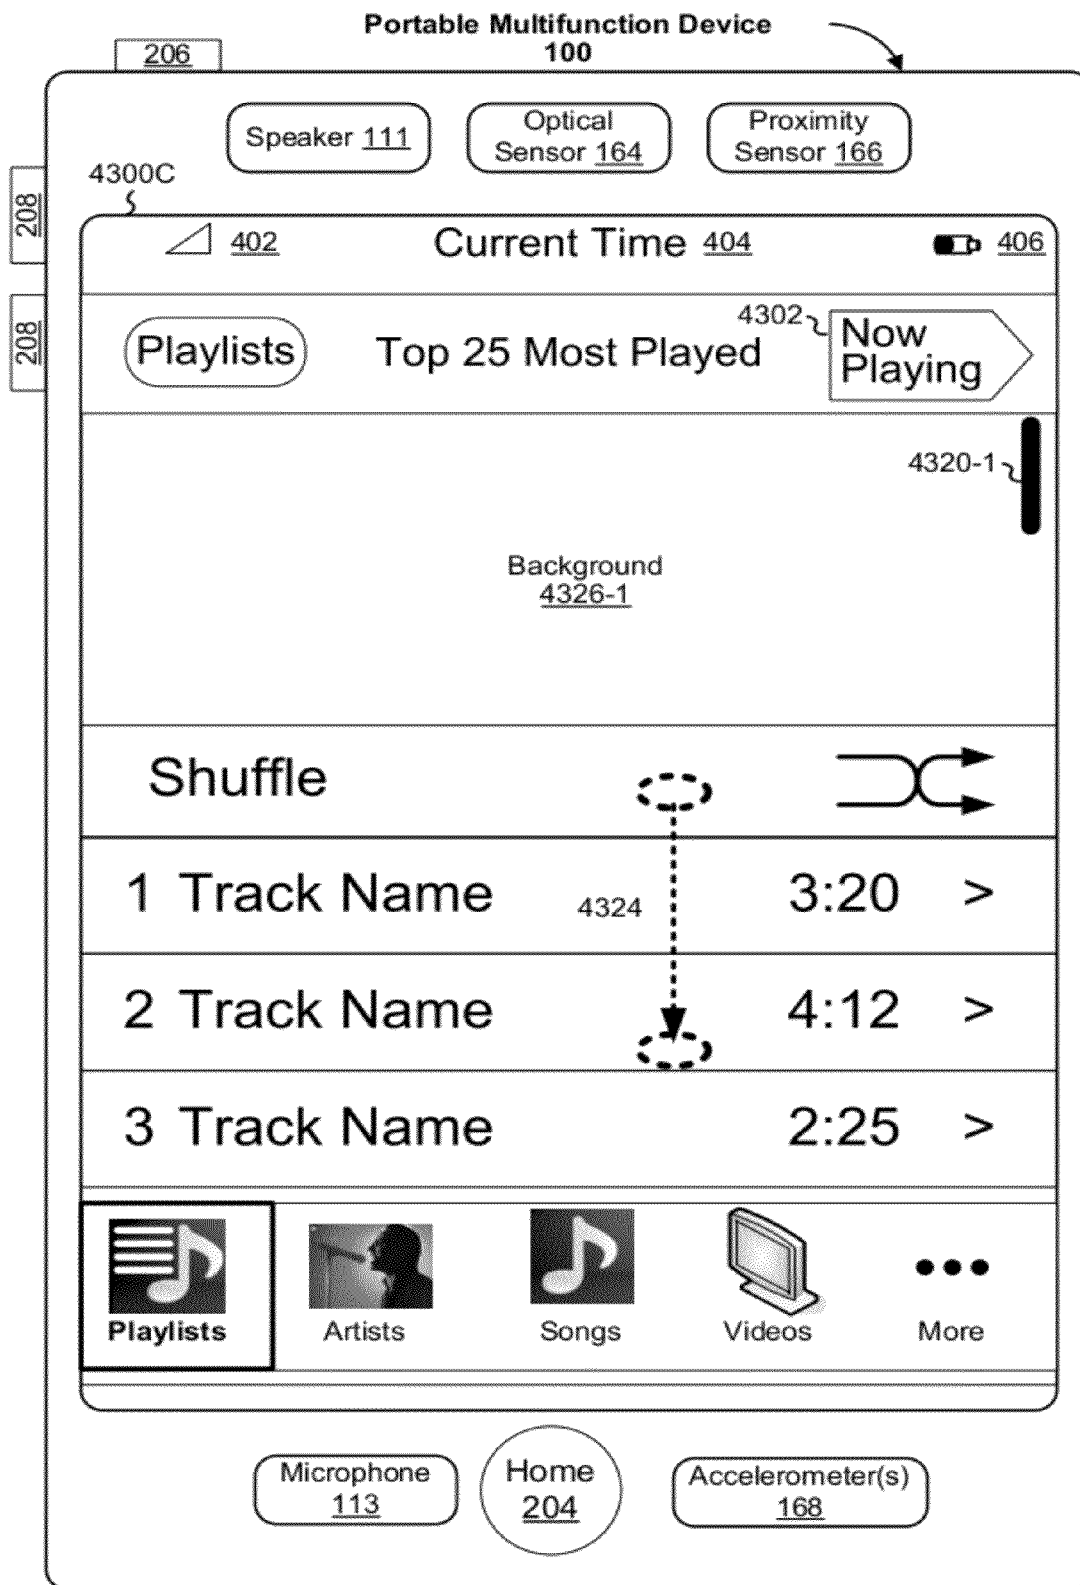 Portable Multifunction Device
100
206
208
208
Speaker 111
Optical
Sensor 164
Proximity
Sensor 166
4300C
402
Current Time 404
406
Playlists
Top 25 Most Played
4302
Now
Playing
4320-1
Background
4326-1
Shuffle
1 Track Name 3:20 >
4324
2 Track Name 4:12 >
3 Track Name 2:25 >
Playlists
Artists
Songs
Videos
More
Microphone
113
Home
204
Accelerometer(s)
168